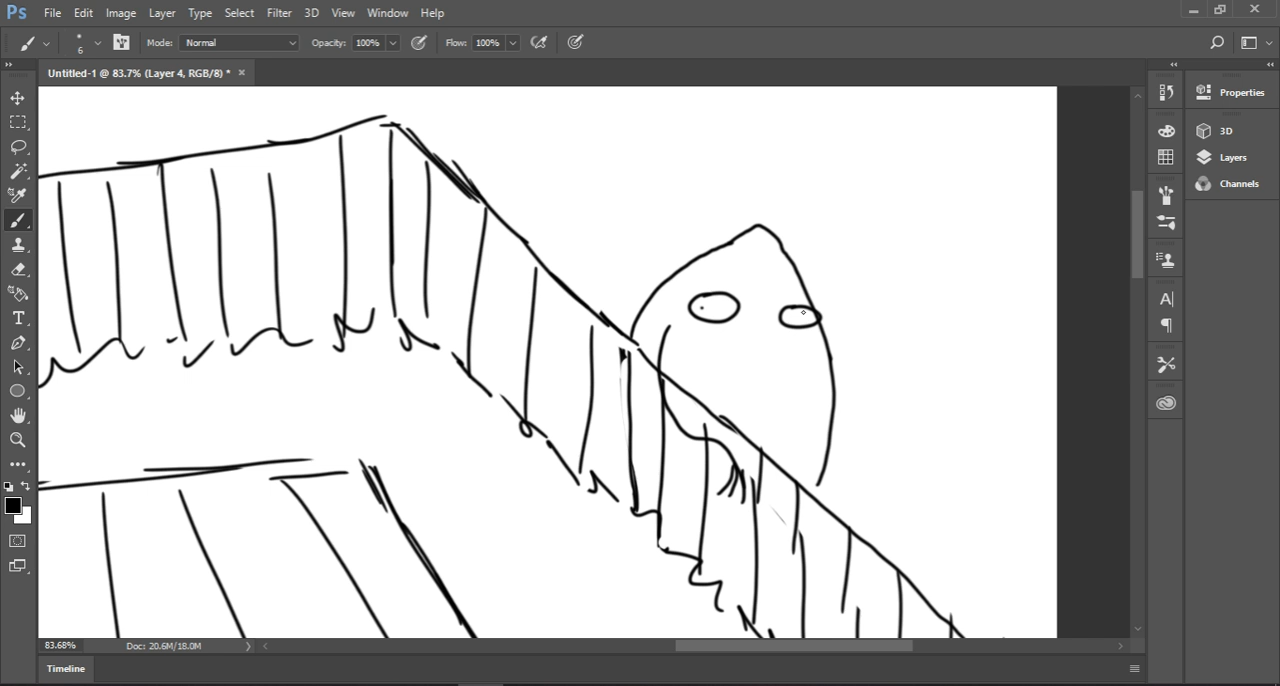 Ps File Edit Image Layer Type Select Filter 3D View Window Help
6 Mode: Normal Opacity: 100% Flow: 100%
Untitled-1 @ 83.7% (Layer 4, RGB/8) *
Properties
3D
Layers
Channels
83.68% Doc: 20.6M/18.0M
Timeline